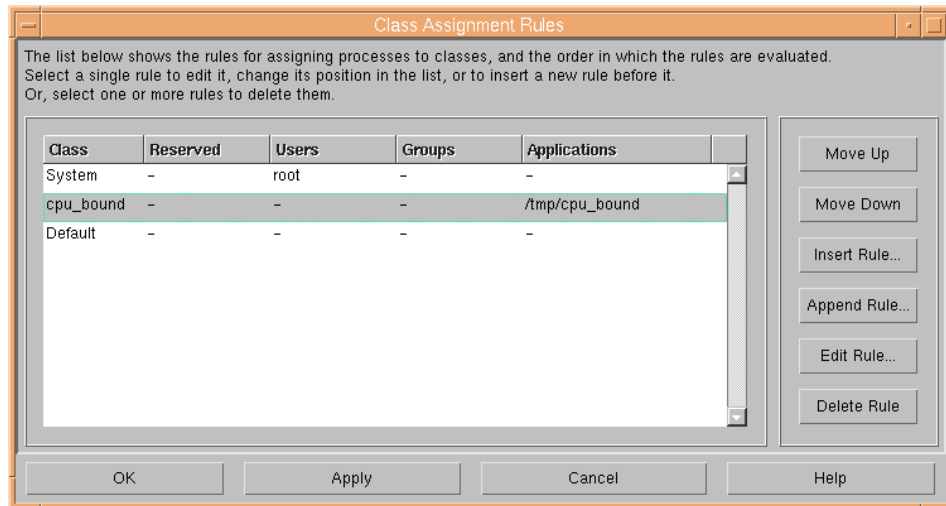 Class Assignment Rules
The list below shows the rules for assigning processes to classes, and the order in which the rules are evaluated.
Select a single rule to edit it, change its position in the list, or to insert a new rule before it.
Or, select one or more rules to delete them.
Class Reserved Users Groups Applications
System – root – –
cpu_bound – – – /tmp/cpu_bound
Default – – – –
Move Up
Move Down
Insert Rule...
Append Rule...
Edit Rule...
Delete Rule
OK Apply Cancel Help